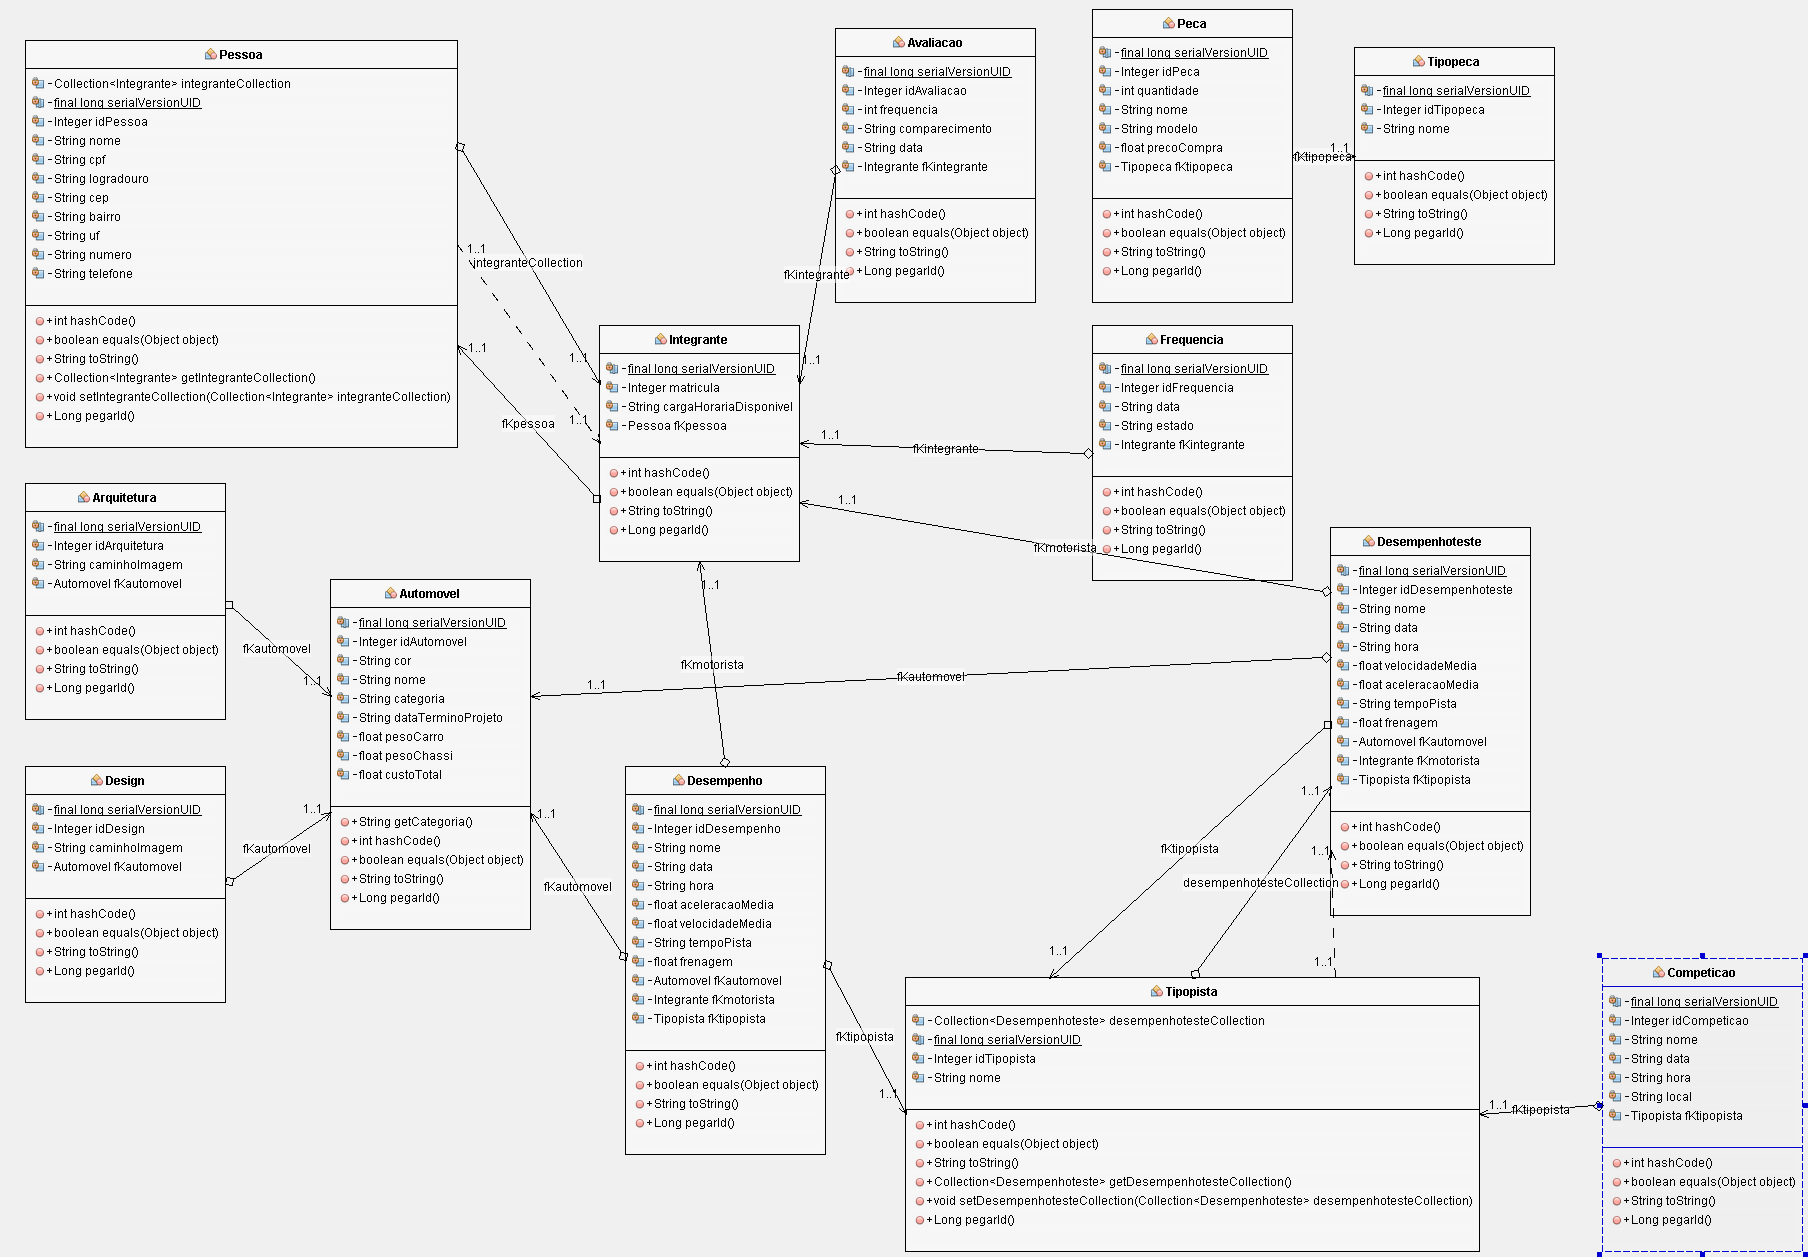 Pessoa
- Collection<Integrante> integranteCollection
- final long serialVersionUID
- Integer idPessoa
- String nome
- String cpf
- String logradouro
- String cep
- String bairro
- String uf
- String numero
- String telefone
+ int hashCode()
+ boolean equals(Object object)
+ String toString()
+ Collection<Integrante> getIntegranteCollection()
+ void setIntegranteCollection(Collection<Integrante> integranteCollection)
+ Long pegarId()
1..1
integranteCollection
1..1
1..1
1..1
fKpessoa
Avaliacao
- final long serialVersionUID
- Integer idAvaliacao
- int frequencia
- String comparecimento
- String data
- Integrante fKintegrante
+ int hashCode()
+ boolean equals(Object object)
+ String toString()
+ Long pegarId()
fKintegrante
1..1
Peca
- final long serialVersionUID
- Integer idPeca
- int quantidade
- String nome
- String modelo
- float precoCompra
- Tipopeca fKtipopeca
+ int hashCode()
+ boolean equals(Object object)
+ String toString()
+ Long pegarId()
1..1
fKtipopeca
Tipopeca
- final long serialVersionUID
- Integer idTipopeca
- String nome
+ int hashCode()
+ boolean equals(Object object)
+ String toString()
+ Long pegarId()
Integrante
- final long serialVersionUID
- Integer matricula
- String cargaHorariaDisponivel
- Pessoa fKpessoa
+ int hashCode()
+ boolean equals(Object object)
+ String toString()
+ Long pegarId()
1..1
fKintegrante
1..1
fKmotorista
1..1
fKmotorista
Frequencia
- final long serialVersionUID
- Integer idFrequencia
- String data
- String estado
- Integrante fKintegrante
+ int hashCode()
+ boolean equals(Object object)
+ String toString()
+ Long pegarId()
Arquitetura
- final long serialVersionUID
- Integer idArquitetura
- String caminhoImagem
- Automovel fKautomovel
+ int hashCode()
+ boolean equals(Object object)
+ String toString()
+ Long pegarId()
fKautomovel
1..1
Automovel
- final long serialVersionUID
- Integer idAutomovel
- String cor
- String nome
- String categoria
- String dataTerminoProjeto
- float pesoCarro
- float pesoChassi
- float custoTotal
+ String getCategoria()
+ int hashCode()
+ boolean equals(Object object)
+ String toString()
+ Long pegarId()
1..1
fKautomovel
Desempenhoteste
- final long serialVersionUID
- Integer idDesempenhoteste
- String nome
- String data
- String hora
- float velocidadeMedia
- float aceleracaoMedia
- String tempoPista
- float frenagem
- Automovel fKautomovel
- Integrante fKmotorista
- Tipopista fKtipopista
+ int hashCode()
+ boolean equals(Object object)
+ String toString()
+ Long pegarId()
Design
- final long serialVersionUID
- Integer idDesign
- String caminhoImagem
- Automovel fKautomovel
+ int hashCode()
+ boolean equals(Object object)
+ String toString()
+ Long pegarId()
1..1
fKautomovel
1..1
fKautomovel
Desempenho
- final long serialVersionUID
- Integer idDesempenho
- String nome
- String data
- String hora
- float aceleracaoMedia
- float velocidadeMedia
- String tempoPista
- float frenagem
- Automovel fKautomovel
- Integrante fKmotorista
- Tipopista fKtipopista
+ int hashCode()
+ boolean equals(Object object)
+ String toString()
+ Long pegarId()
fKtipopista
1..1
1..1
fKtipopista
1..1
1..1
desempenhotesteCollection
1..1
1..1
Tipopista
- Collection<Desempenhoteste> desempenhotesteCollection
- final long serialVersionUID
- Integer idTipopista
- String nome
+ int hashCode()
+ boolean equals(Object object)
+ String toString()
+ Collection<Desempenhoteste> getDesempenhotesteCollection()
+ void setDesempenhotesteCollection(Collection<Desempenhoteste> desempenhotesteCollection)
+ Long pegarId()
1..1
fKtipopista
Competicao
- final long serialVersionUID
- Integer idCompeticao
- String nome
- String data
- String hora
- String local
- Tipopista fKtipopista
+ int hashCode()
+ boolean equals(Object object)
+ String toString()
+ Long pegarId()